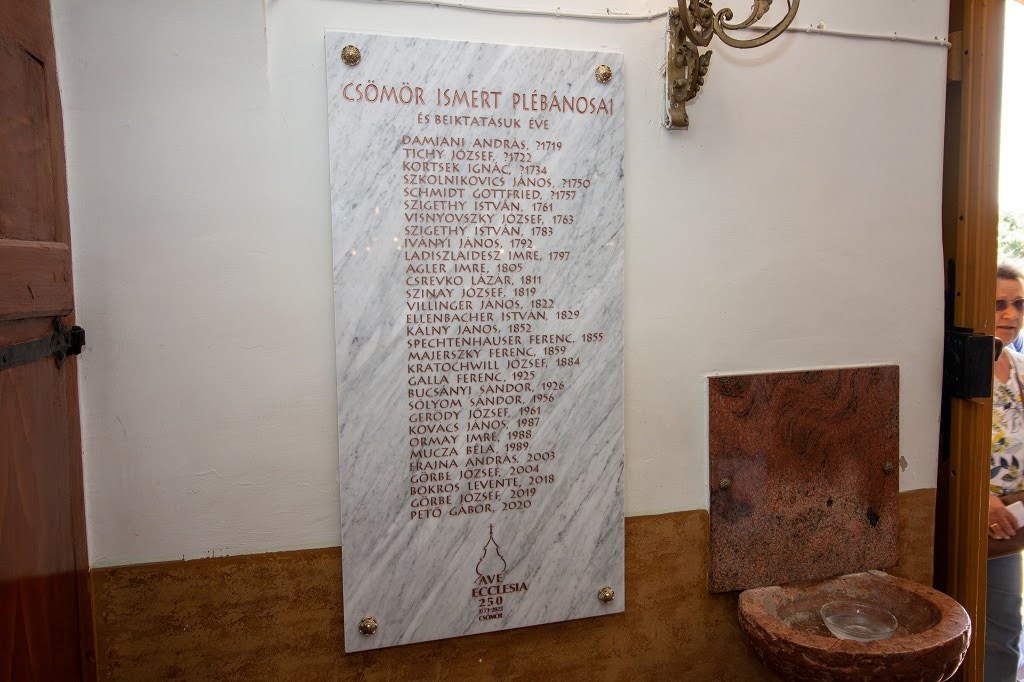 CSÖMÖR ISMERT PLÉBÁNOSAI
ÉS BEIKTATÁSUK ÉVE
DAMIANI ANDRÁS, ?1719
TICHY JÓZSEF, ?1722
KORTSEK IGNÁC, ?1734
SZKOLNIKOVICS JÁNOS, ?1750
SCHMIDT GOTTFRIED, ?1757
SZIGETHY ISTVÁN, 1761
VISNYOVSZKY JÓZSEF, 1763
SZIGETHY ISTVÁN, 1783
IVÁNYI JÁNOS, 1792
LADISZLAIDESZ IMRE, 1797
AGLER IMRE, 1805
CSREVKO LÁZÁR, 1811
SZINAY JÓZSEF, 1819
VILLINGER JÁNOS, 1822
ELLENBACHER ISTVÁN, 1829
KÁLNY JÁNOS, 1852
SPECHTENHAUSER FERENC, 1855
MAJERSZKY FERENC, 1859
KRATOCHWILL JÓZSEF, 1884
GALLA FERENC, 1925
BUCSÁNYI SÁNDOR, 1926
SÓLYOM SÁNDOR, 1956
GERŐDY JÓZSEF, 1961
KOVÁCS JÁNOS, 1987
ORMAY IMRE, 1988
MUCZA BÉLA, 1989
FRAJNA ANDRÁS, 2003
GÖRBE JÓZSEF, 2004
BOKROS LEVENTE, 2018
GÖRBE JÓZSEF, 2019
PETŐ GÁBOR, 2020
AVE
ECCLESIA
250
1773-2023
CSÖMÖR